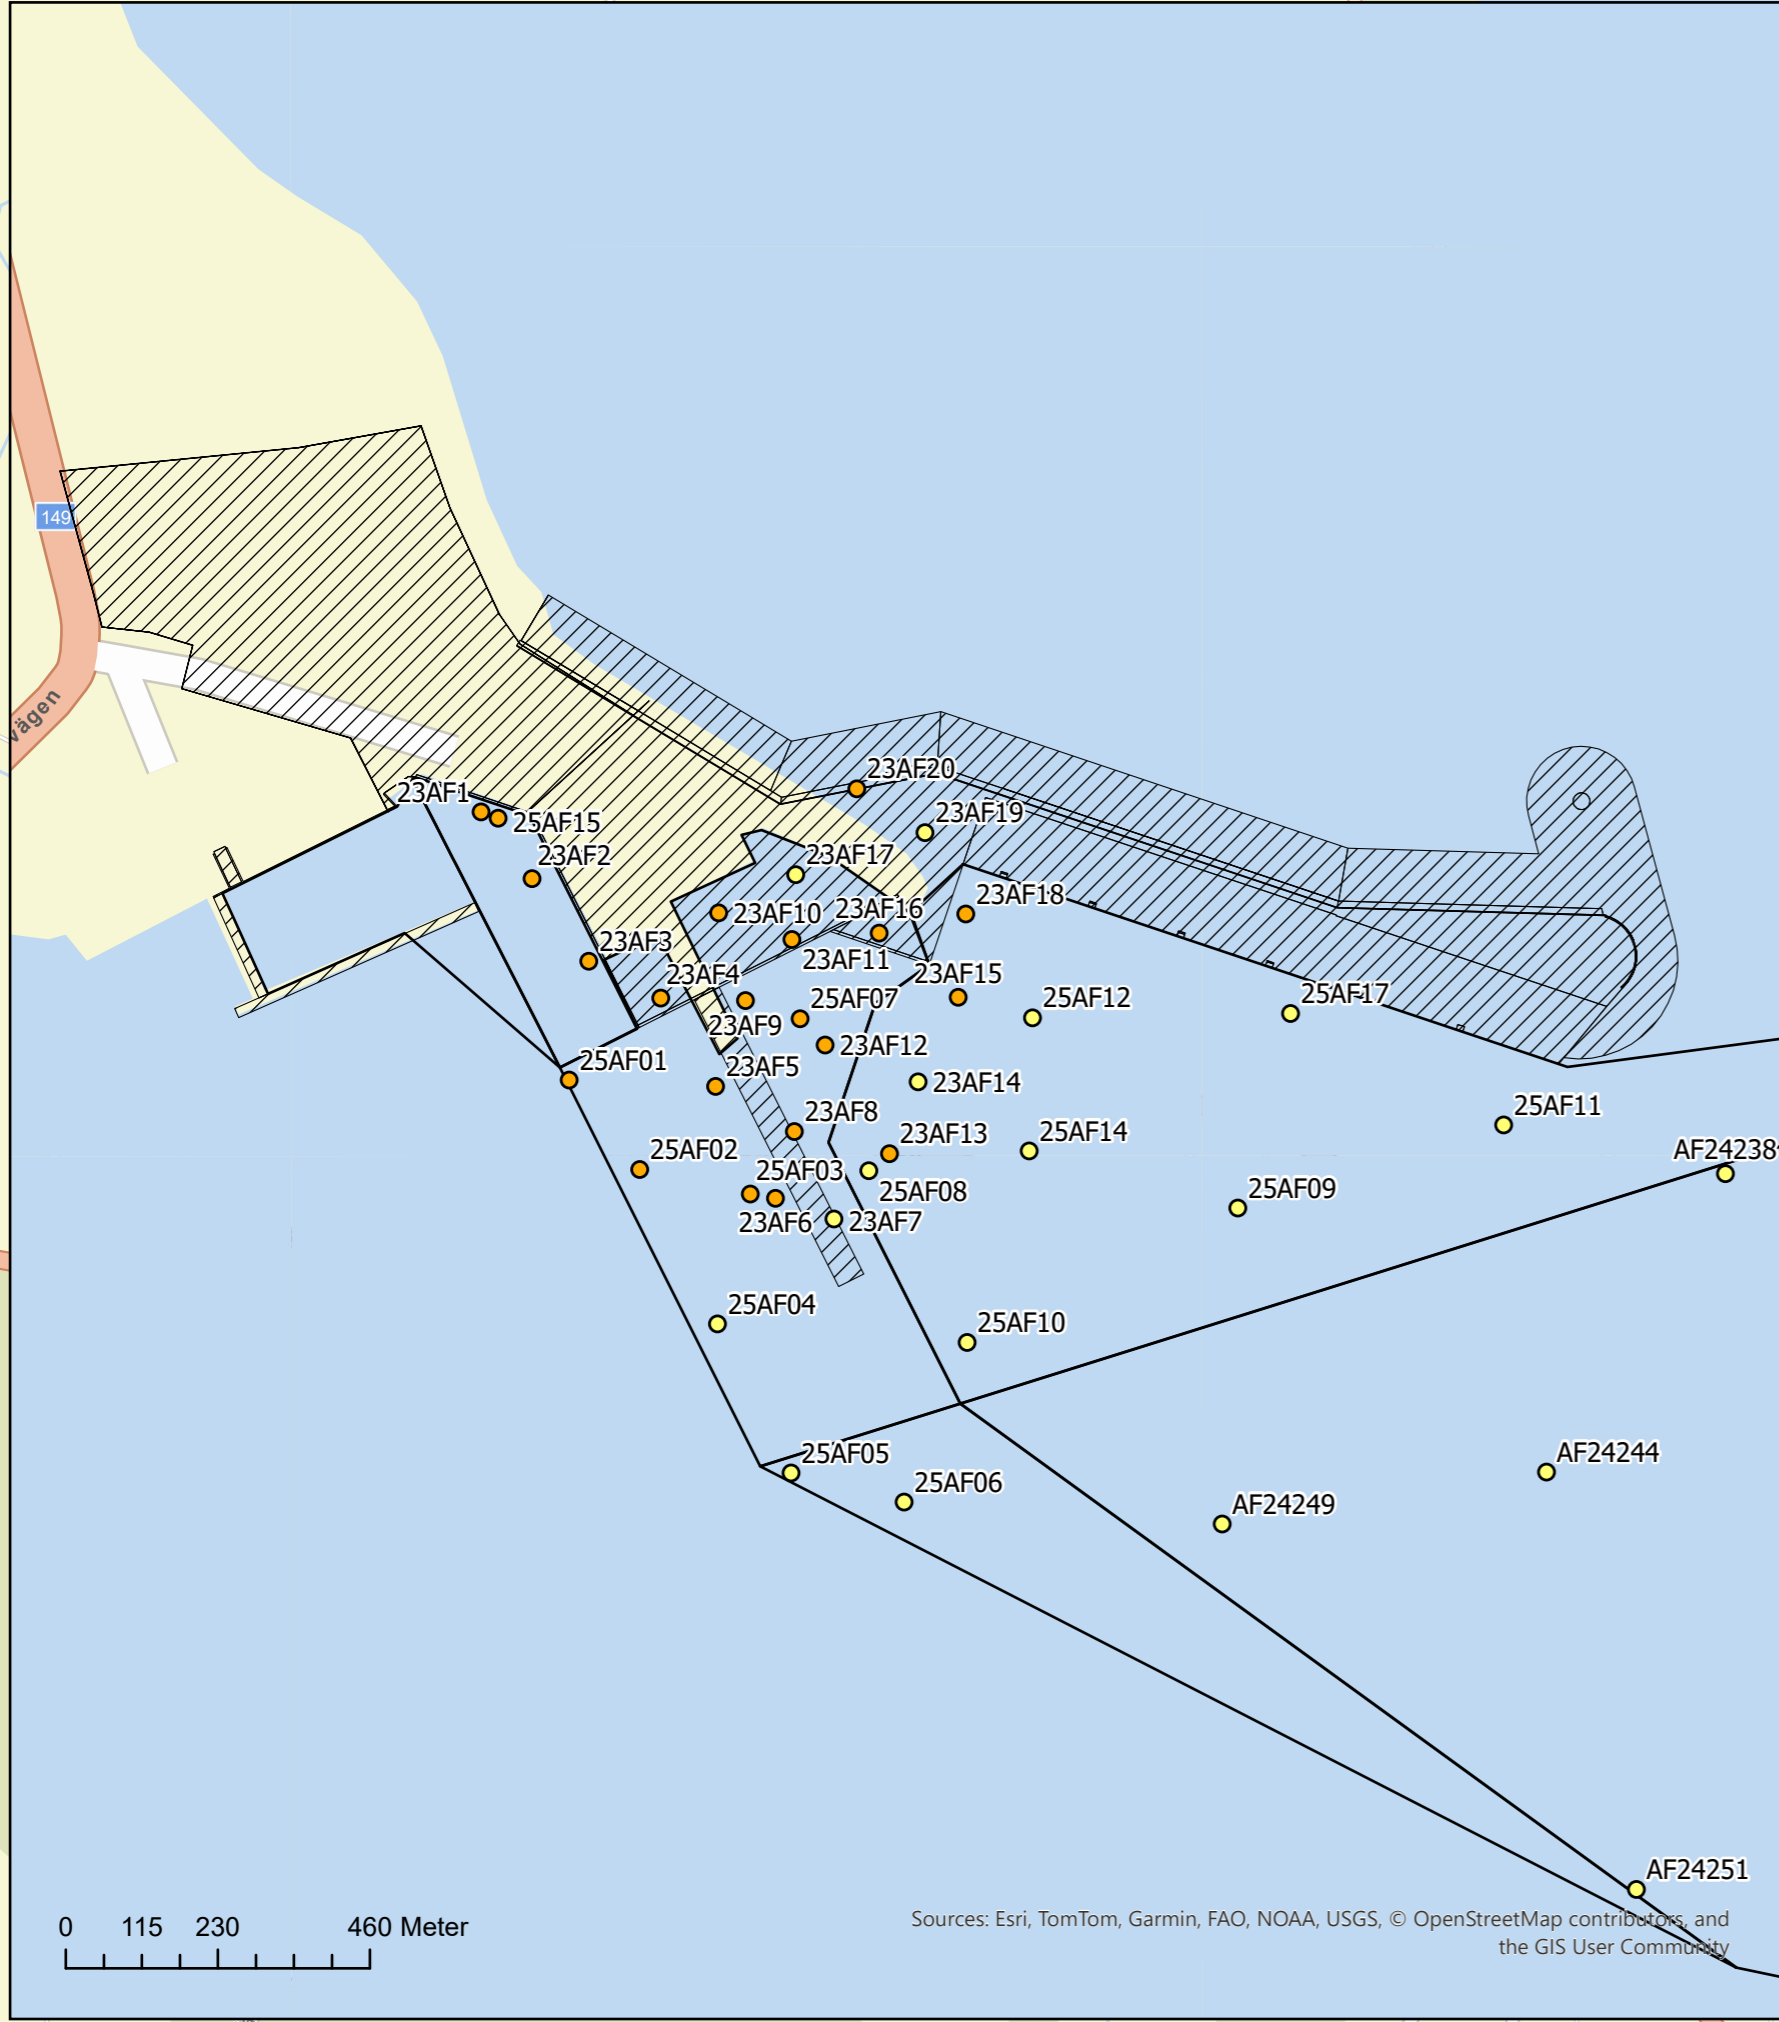 149
vägen
23AF20
23AF1
25AF15
23AF19
23AF2
23AF17
23AF10
23AF16
23AF18
23AF3
23AF11
23AF4
23AF15
25AF07
25AF12
25AF17
23AF9
23AF12
25AF01
23AF5
23AF14
23AF8
25AF11
23AF13
25AF14
25AF02
AF24238
25AF03
25AF08
25AF09
23AF6
23AF7
25AF04
25AF10
25AF05
25AF06
AF24244
AF24249
AF24251
0 115 230 460 Meter
Sources: Esri, TomTom, Garmin, FAO, NOAA, USGS, © OpenStreetMap contributors, and
the GIS User Community